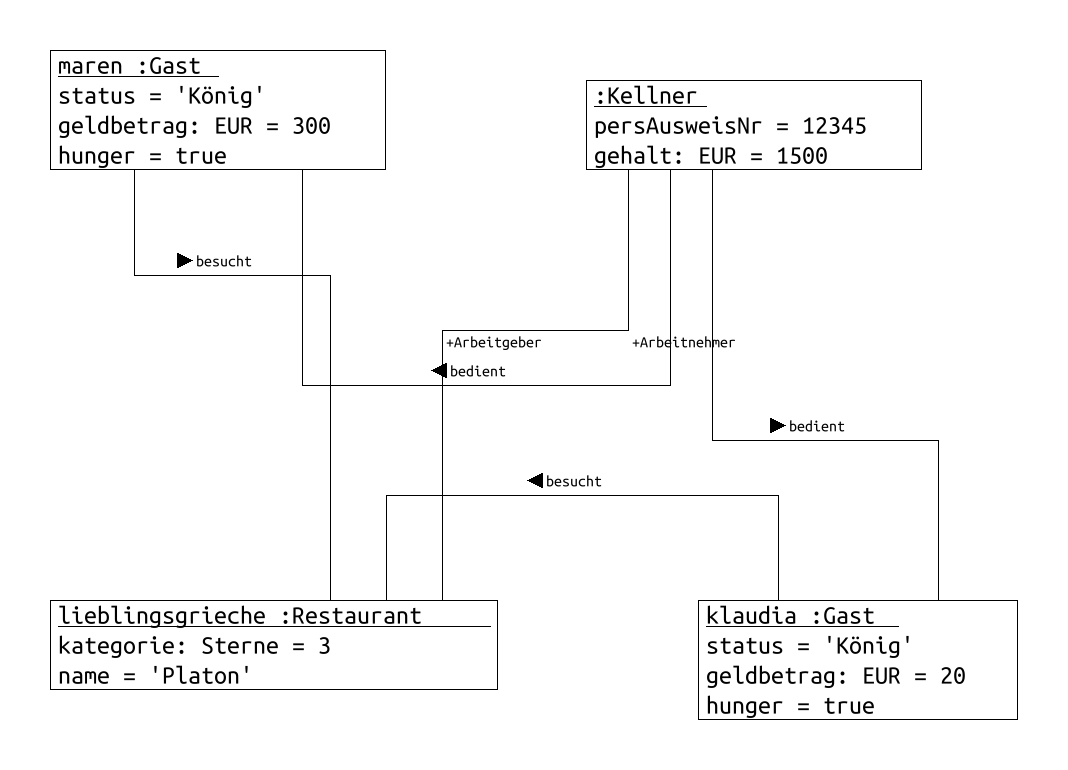 maren :Gast
status = 'König'
geldbetrag: EUR = 300
hunger = true
:Kellner
persAusweisNr = 12345
gehalt: EUR = 1500
besucht
+Arbeitgeber
+Arbeitnehmer
bedient
bedient
besucht
lieblingsgrieche :Restaurant
kategorie: Sterne = 3
name = 'Platon'
klaudia :Gast
status = 'König'
geldbetrag: EUR = 20
hunger = true